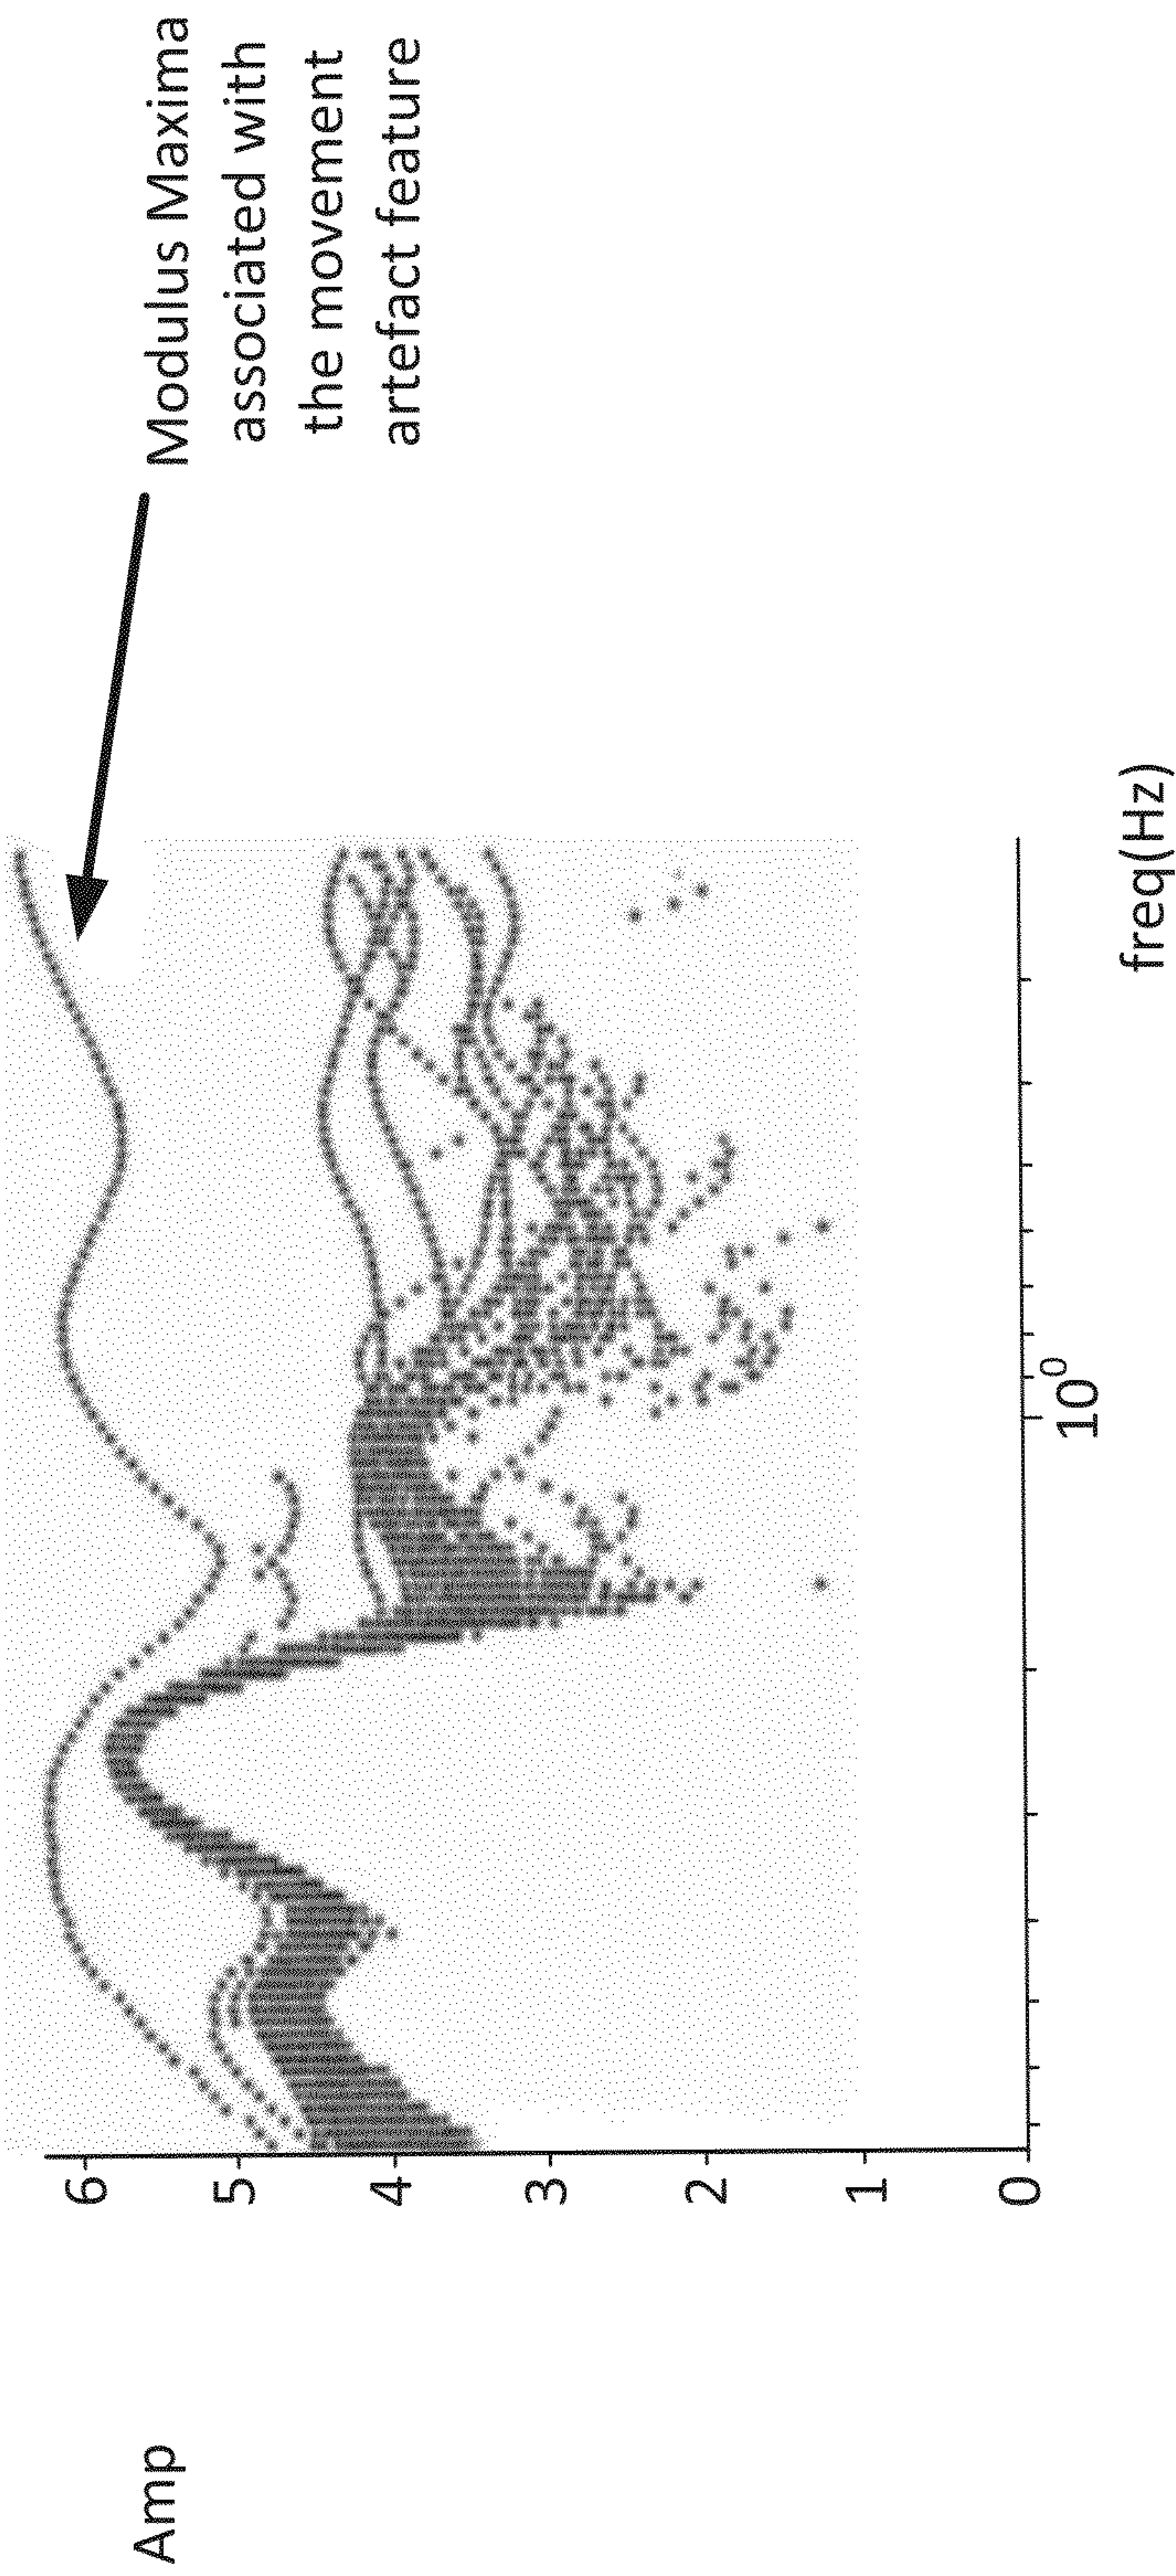 Modulus Maxima
associated with
the movement
artefact feature
Amp
6
5
4
3
2
1
0
10⁰
freq(Hz)